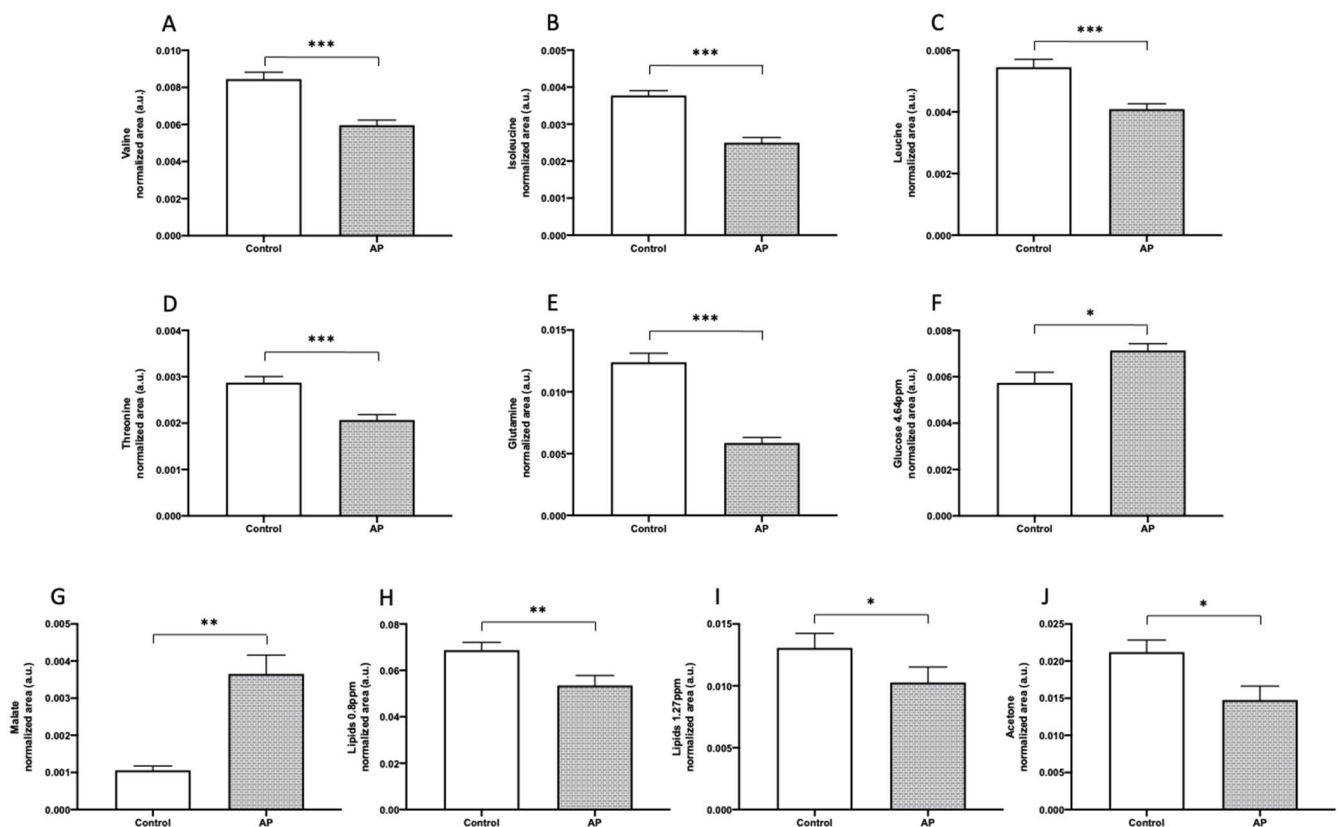 A
Valine
normalized area (a.u.)
0.010
0.008
0.006
0.004
0.002
0.000
***
Control AP
B
Isoleucine
normalized area (a.u.)
0.005
0.004
0.003
0.002
0.001
0.000
***
Control AP
C
Leucine
normalized area (a.u.)
0.006
0.004
0.002
0.000
***
Control AP
D
Threonine
normalized area (a.u.)
0.004
0.003
0.002
0.001
0.000
***
Control AP
E
Glutamine
normalized area (a.u.)
0.015
0.010
0.005
0.000
***
Control AP
F
Glucose 4.64ppm
normalized area (a.u.)
0.008
0.006
0.004
0.002
0.000
*
Control AP
G
Malate
normalized area (a.u.)
0.005
0.004
0.003
0.002
0.001
0.000
**
Control AP
H
Lipids 0.8ppm
normalized area (a.u.)
0.08
0.06
0.04
0.02
0.00
**
Control AP
I
Lipids 1.27ppm
normalized area (a.u.)
0.015
0.010
0.005
0.000
*
Control AP
J
Acetone
normalized area (a.u.)
0.025
0.020
0.015
0.010
0.005
0.000
*
Control AP